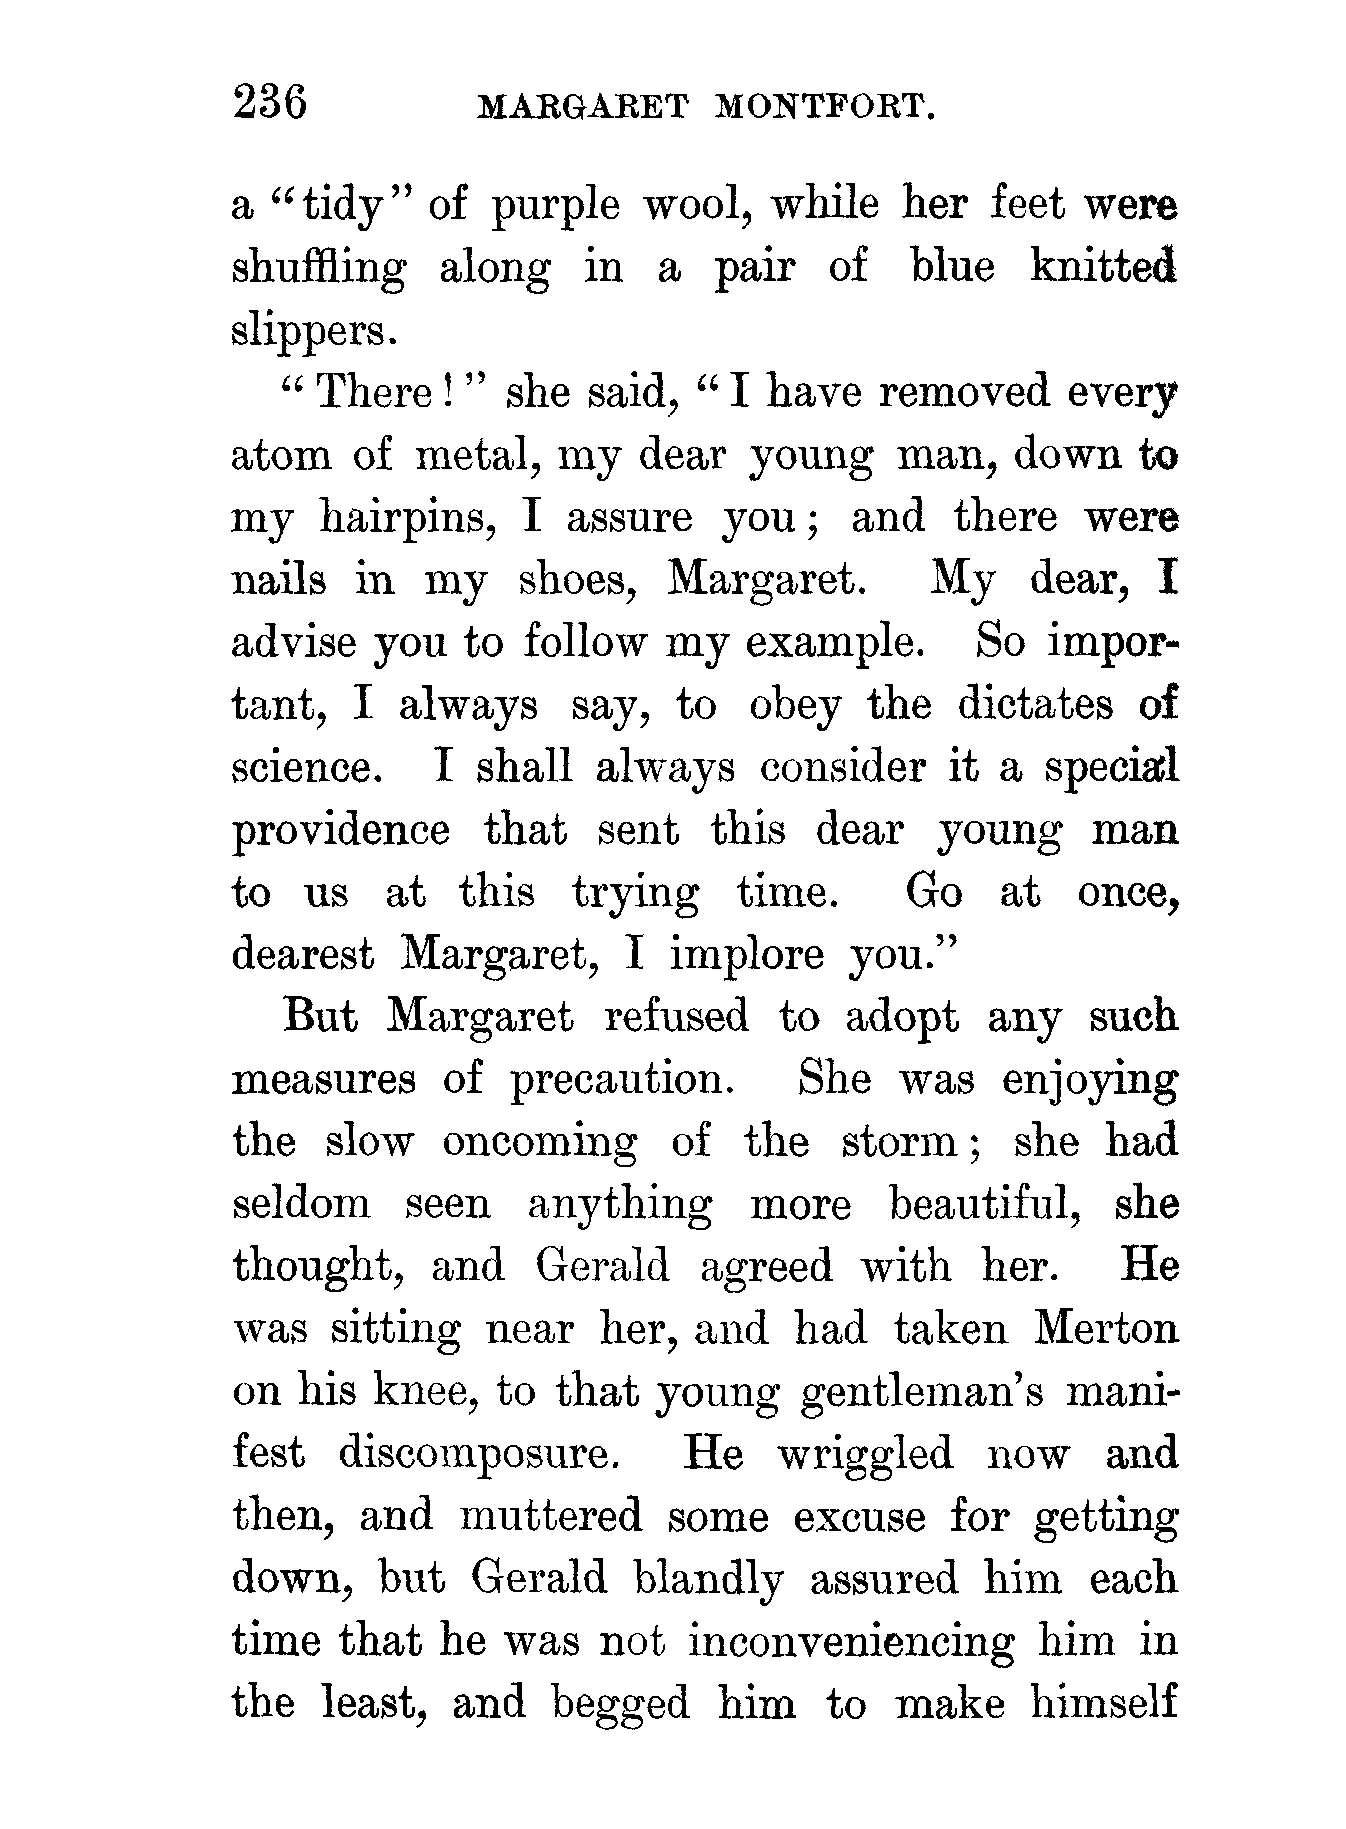 236 MARGARET MONTFORT.
a “tidy” of purple wool, while her feet were
shuffling along in a pair of blue knitted
slippers.
“ There ! ” she said, “ I have removed every
atom of metal, my dear young man, down to
my hairpins, I assure you ; and there were
nails in my shoes, Margaret. My dear, I
advise you to follow my example. So impor-
tant, I always say, to obey the dictates of
science. I shall always consider it a special
providence that sent this dear young man
to us at this trying time. Go at once,
dearest Margaret, I implore you.”
But Margaret refused to adopt any such
measures of precaution. She was enjoying
the slow oncoming of the storm ; she had
seldom seen anything more beautiful, she
thought, and Gerald agreed with her. He
was sitting near her, and had taken Merton
on his knee, to that young gentleman’s mani-
fest discomposure. He wriggled now and
then, and muttered some excuse for getting
down, but Gerald blandly assured him each
time that he was not inconveniencing him in
the least, and begged him to make himself